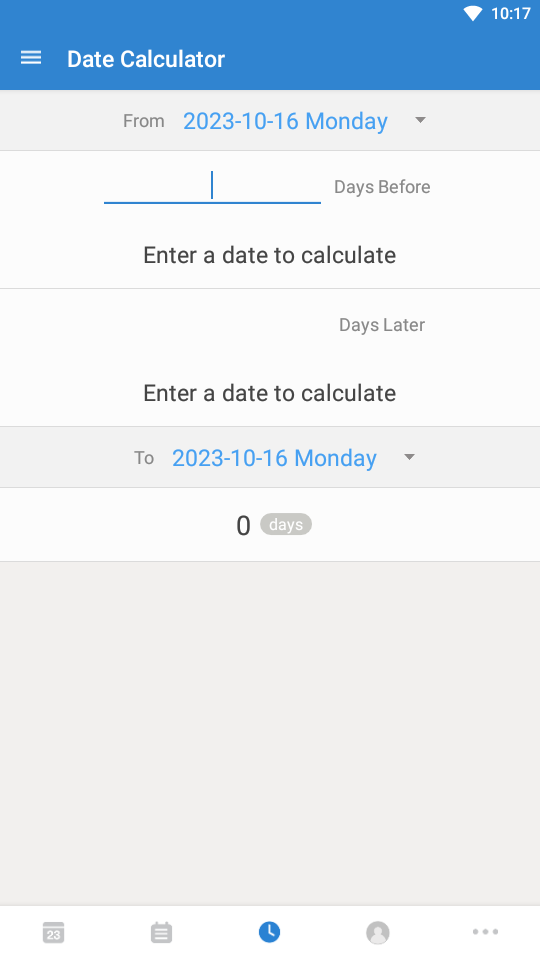 10:17
Date Calculator
From 2023-10-16 Monday
Days Before
Enter a date to calculate
Days Later
Enter a date to calculate
To 2023-10-16 Monday
0 days
23